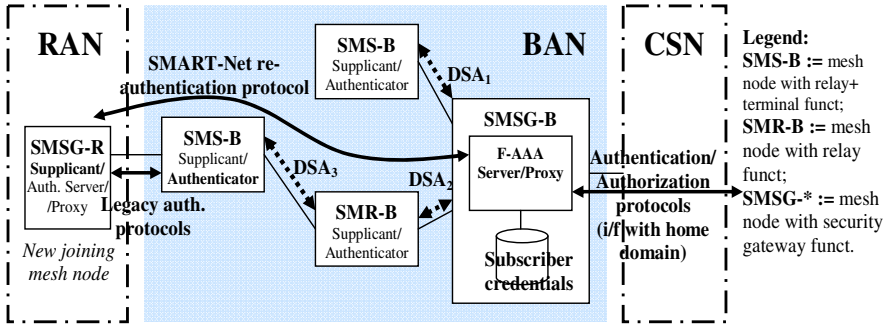 RAN
BAN
CSN
SMART-Net re-
authentication protocol
SMS-B
Supplicant/
Authenticator
DSA1
SMSG-B
F-AAA
Server/Proxy
Subscriber
credentials
SMSG-R
Supplicant/
Auth. Server/
/Proxy
New joining
mesh node
Legacy auth.
protocols
SMS-B
Supplicant/
Authenticator
DSA3
DSA2
SMR-B
Supplicant/
Authenticator
Authentication/
Authorization
protocols
(i/f with home
domain)
Legend:
SMS-B := mesh
node with relay+
terminal funct;
SMR-B := mesh
node with relay
funct;
SMSG-* := mesh
node with security
gateway funct.